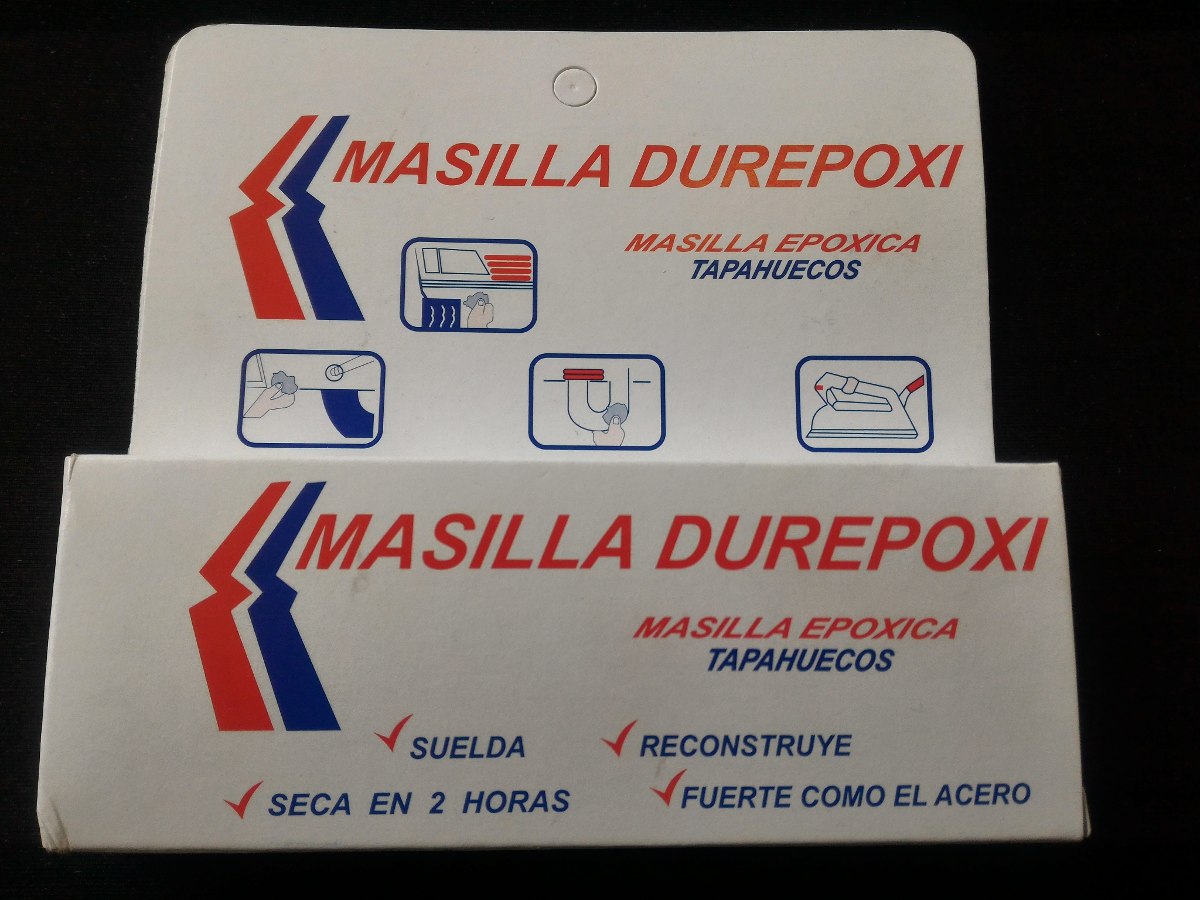 MASILLA DUREPOXI
MASILLA EPOXICA
TAPAHUECOS
MASILLA DUREPOXI
MASILLA EPOXICA
TAPAHUECOS
SUELDA
RECONSTRUYE
SECA EN 2 HORAS
FUERTE COMO EL ACERO